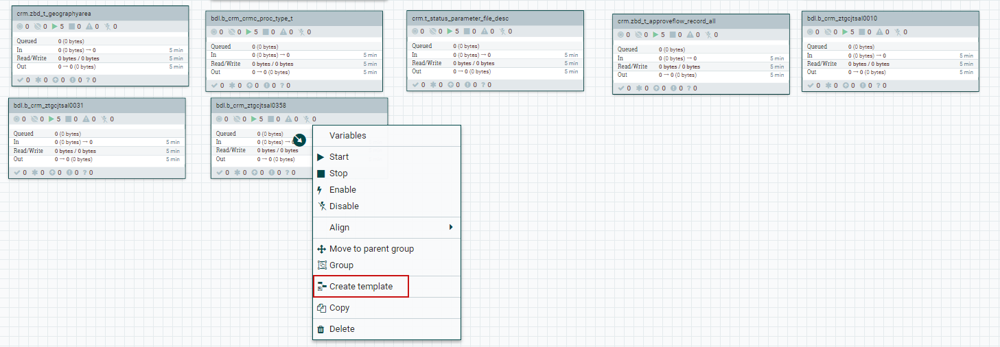 crm.zbd_t_geographyarea
0 0 5 0 0 0
Queued 0 (0 bytes)
In 0 (0 bytes) → 0 5 min
Read/Write 0 bytes / 0 bytes 5 min
Out 0 → 0 (0 bytes) 5 min
0 0 0 0 ? 0
bdl.b_crm_crmc_proc_type_t
0 0 5 0 0 0
Queued 0 (0 bytes)
In 0 (0 bytes) → 0 5 min
Read/Write 0 bytes / 0 bytes 5 min
Out 0 → 0 (0 bytes) 5 min
0 0 0 0 ? 0
crm.t_status_parameter_file_desc
0 0 5 0 0 0
Queued 0 (0 bytes)
In 0 (0 bytes) → 0 5 min
Read/Write 0 bytes / 0 bytes 5 min
Out 0 → 0 (0 bytes) 5 min
0 0 0 0 ? 0
crm.zbd_t_approveflow_record_all
0 0 5 0 0 0
Queued 0 (0 bytes)
In 0 (0 bytes) → 0 5 min
Read/Write 0 bytes / 0 bytes 5 min
Out 0 → 0 (0 bytes) 5 min
0 0 0 0 ? 0
bdl.b_crm_ztgcjtsal0010
0 0 5 0 0 0
Queued 0 (0 bytes)
In 0 (0 bytes) → 0 5 min
Read/Write 0 bytes / 0 bytes 5 min
Out 0 → 0 (0 bytes) 5 min
0 0 0 0 ? 0
bdl.b_crm_ztgcjtsal0031
0 0 5 0 0 0
Queued 0 (0 bytes)
In 0 (0 bytes) → 0 5 min
Read/Write 0 bytes / 0 bytes 5 min
Out 0 → 0 (0 bytes) 5 min
0 0 0 0 ? 0
bdl.b_crm_ztgcjtsal0358
0 0 5 0 0 0
Queued 0 (0 bytes)
In 0 (0 bytes) → 0
Read/Write 0 bytes / 0 bytes
Out 0 → 0 (0 bytes)
0 0 0 0 ? 0
Variables
Start
Stop
Enable
Disable
Align
Move to parent group
Group
Create template
Copy
Delete